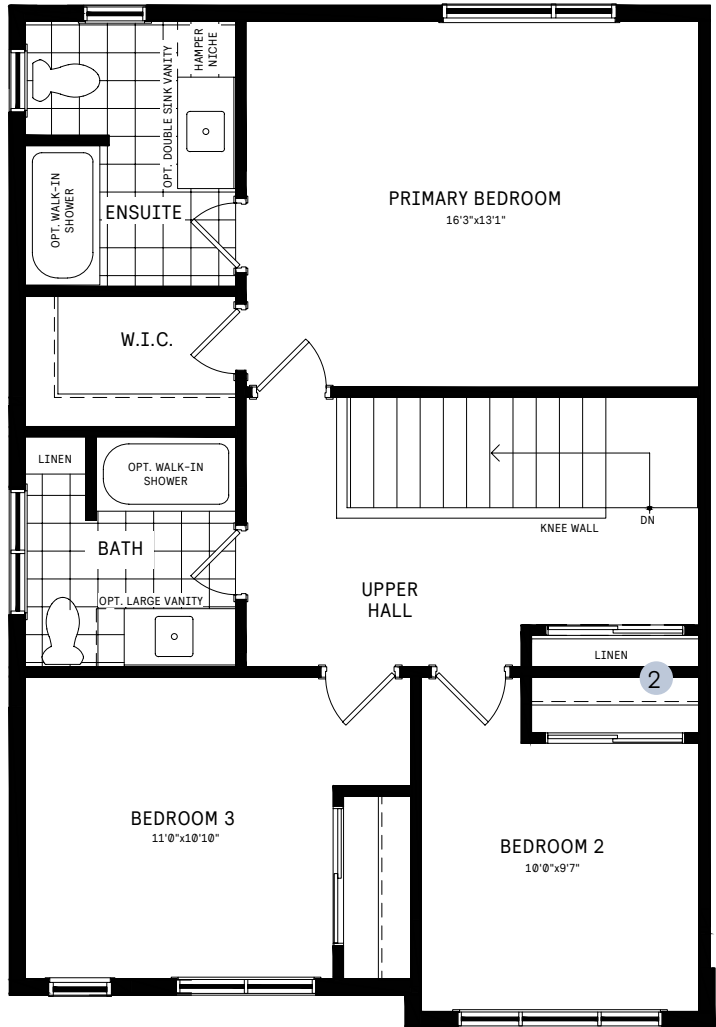 HAMPER
NICHE
OPT. DOUBLE SINK VANITY
OPT. WALK-IN
SHOWER
ENSUITE
PRIMARY BEDROOM
16'3"x13'1"
W.I.C.
LINEN
OPT. WALK-IN
SHOWER
BATH
OPT. LARGE VANITY
KNEE WALL
DN
UPPER
HALL
LINEN
2
BEDROOM 3
11'0"x10'10"
BEDROOM 2
10'0"x9'7"